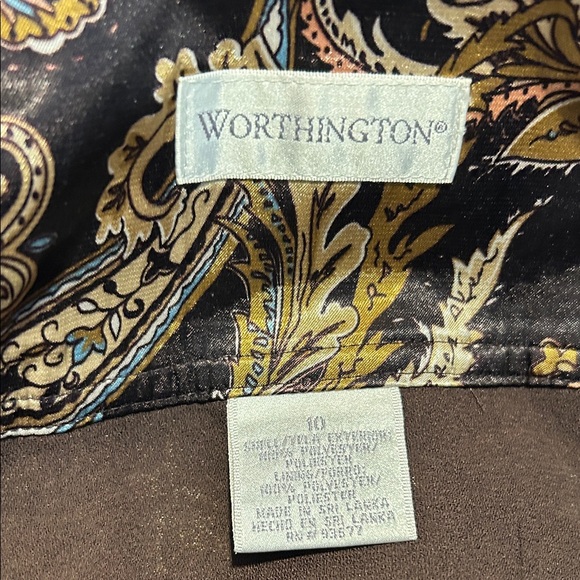 WORTHINGTON®
10
SHELL/TELA EXTERIOR:
100% POLYESTER/
POLIESTER
LINING/FORRO:
100% POLYESTER/
POLIESTER
MADE IN SRI LANKA
HECHO EN SRI LANKA
RN# 93677